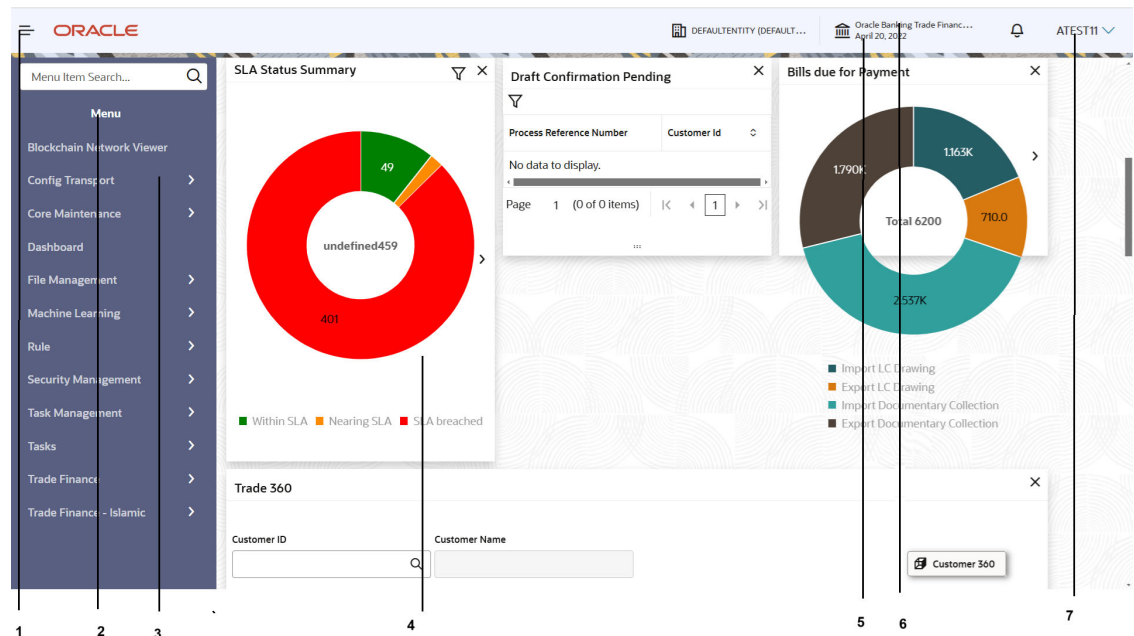 ORACLE
DEFAULTENTITY (DEFAULT...
Oracle Banking Trade Financ...
April 20, 2022
ATEST11
Menu Item Search...
Menu
Blockchain Network Viewer
Config Transport
Core Maintenance
Dashboard
File Management
Machine Learning
Rule
Security Management
Task Management
Tasks
Trade Finance
Trade Finance - Islamic
SLA Status Summary
49
undefined459
401
Within SLA Nearing SLA SLA breached
Draft Confirmation Pending
Process Reference Number Customer Id
No data to display.
Page 1 (0 of 0 items) 1
Bills due for Payment
1.163K
1.790K
Total 6200
710.0
2.537K
Import LC Drawing
Export LC Drawing
Import Documentary Collection
Export Documentary Collection
Trade 360
Customer ID Customer Name
Customer 360
1 2 3 4 5 6 7